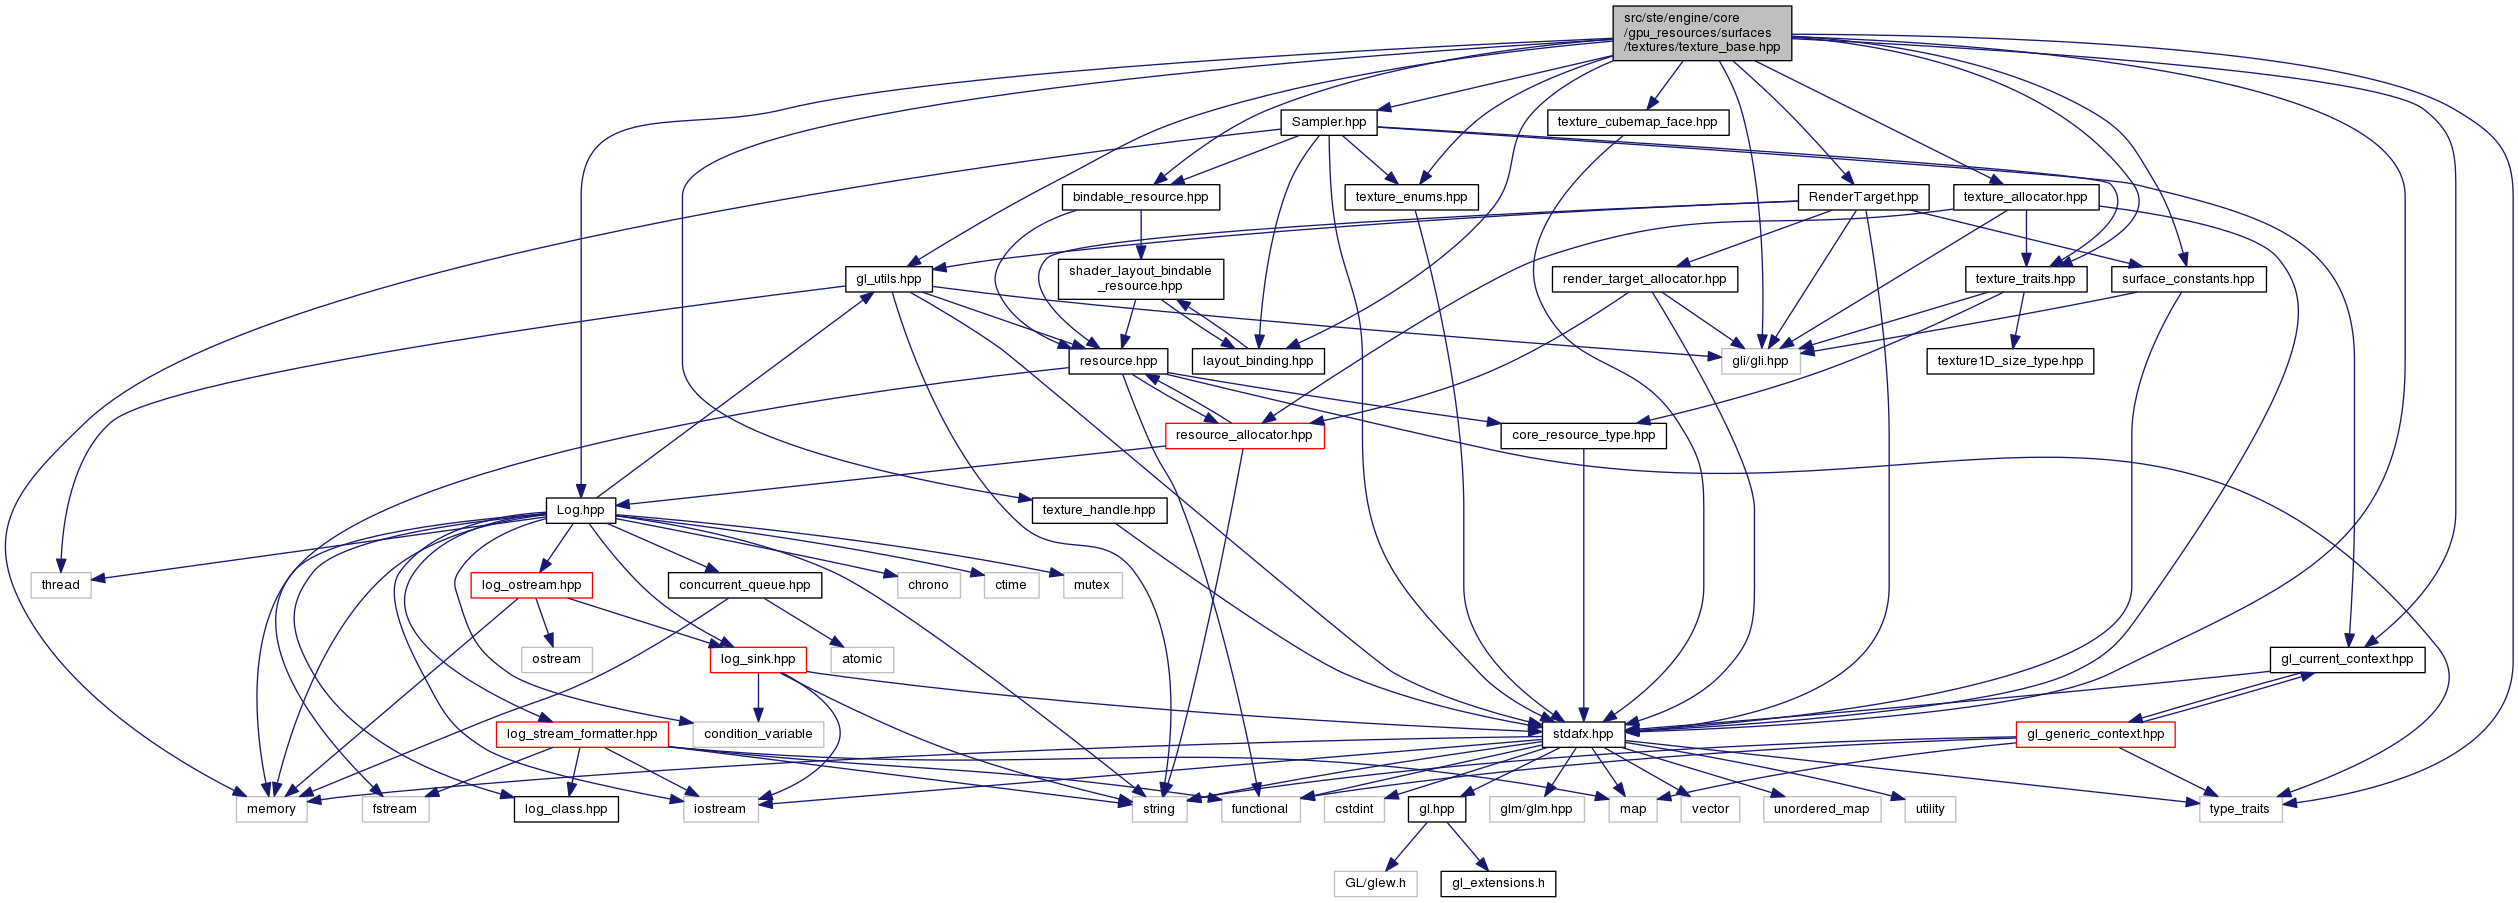 src/ste/engine/core
/gpu_resources/surfaces
/textures/texture_base.hpp
Sampler.hpp
texture_cubemap_face.hpp
bindable_resource.hpp
texture_enums.hpp
RenderTarget.hpp
texture_allocator.hpp
gl_utils.hpp
shader_layout_bindable
_resource.hpp
render_target_allocator.hpp
texture_traits.hpp
surface_constants.hpp
resource.hpp
layout_binding.hpp
gli/gli.hpp
texture1D_size_type.hpp
resource_allocator.hpp
core_resource_type.hpp
Log.hpp
texture_handle.hpp
thread
log_ostream.hpp
concurrent_queue.hpp
chrono
ctime
mutex
ostream
log_sink.hpp
atomic
gl_current_context.hpp
log_stream_formatter.hpp
condition_variable
stdafx.hpp
gl_generic_context.hpp
memory
fstream
log_class.hpp
iostream
string
functional
cstdint
gl.hpp
glm/glm.hpp
map
vector
unordered_map
utility
type_traits
GL/glew.h
gl_extensions.h